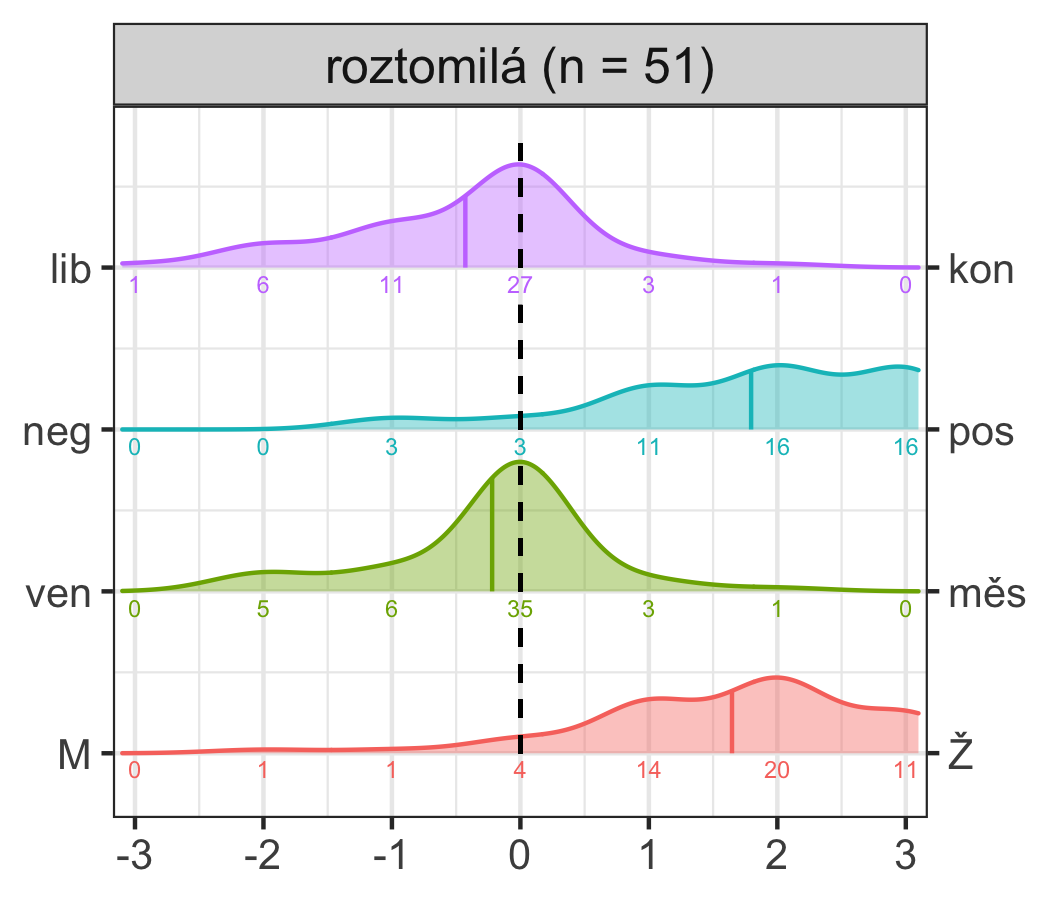 roztomilá (n = 51)
lib kon
1 6 11 27 3 1 0
neg pos
0 0 3 3 11 16 16
ven měs
0 5 6 35 3 1 0
M Ž
0 1 1 4 14 20 11
-3 -2 -1 0 1 2 3